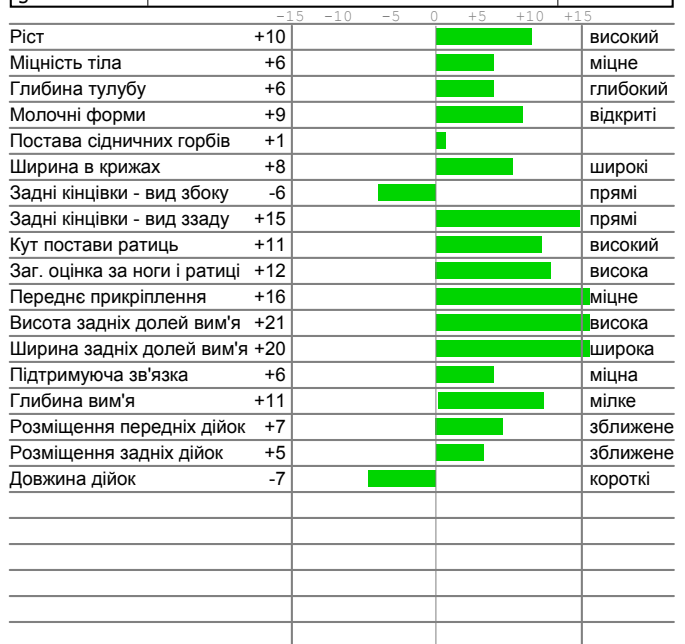 -15 -10 -5 0 +5 +10 +15
Ріст +10 високий
Міцність тіла +6 міцне
Глибина тулубу +6 глибокий
Молочні форми +9 відкриті
Постава сідничних горбів +1
Ширина в крижах +8 широкі
Задні кінцівки - вид збоку -6 прямі
Задні кінцівки - вид ззаду +15 прямі
Кут постави ратиць +11 високий
Заг. оцінка за ноги і ратиці +12 висока
Переднє прикріплення +16 міцне
Висота задніх долей вим'я +21 висока
Ширина задніх долей вим'я +20 широка
Підтримуюча зв'язка +6 міцна
Глибина вим'я +11 мілке
Розміщення передніх дійок +7 зближене
Розміщення задніх дійок +5 зближене
Довжина дійок -7 короткі